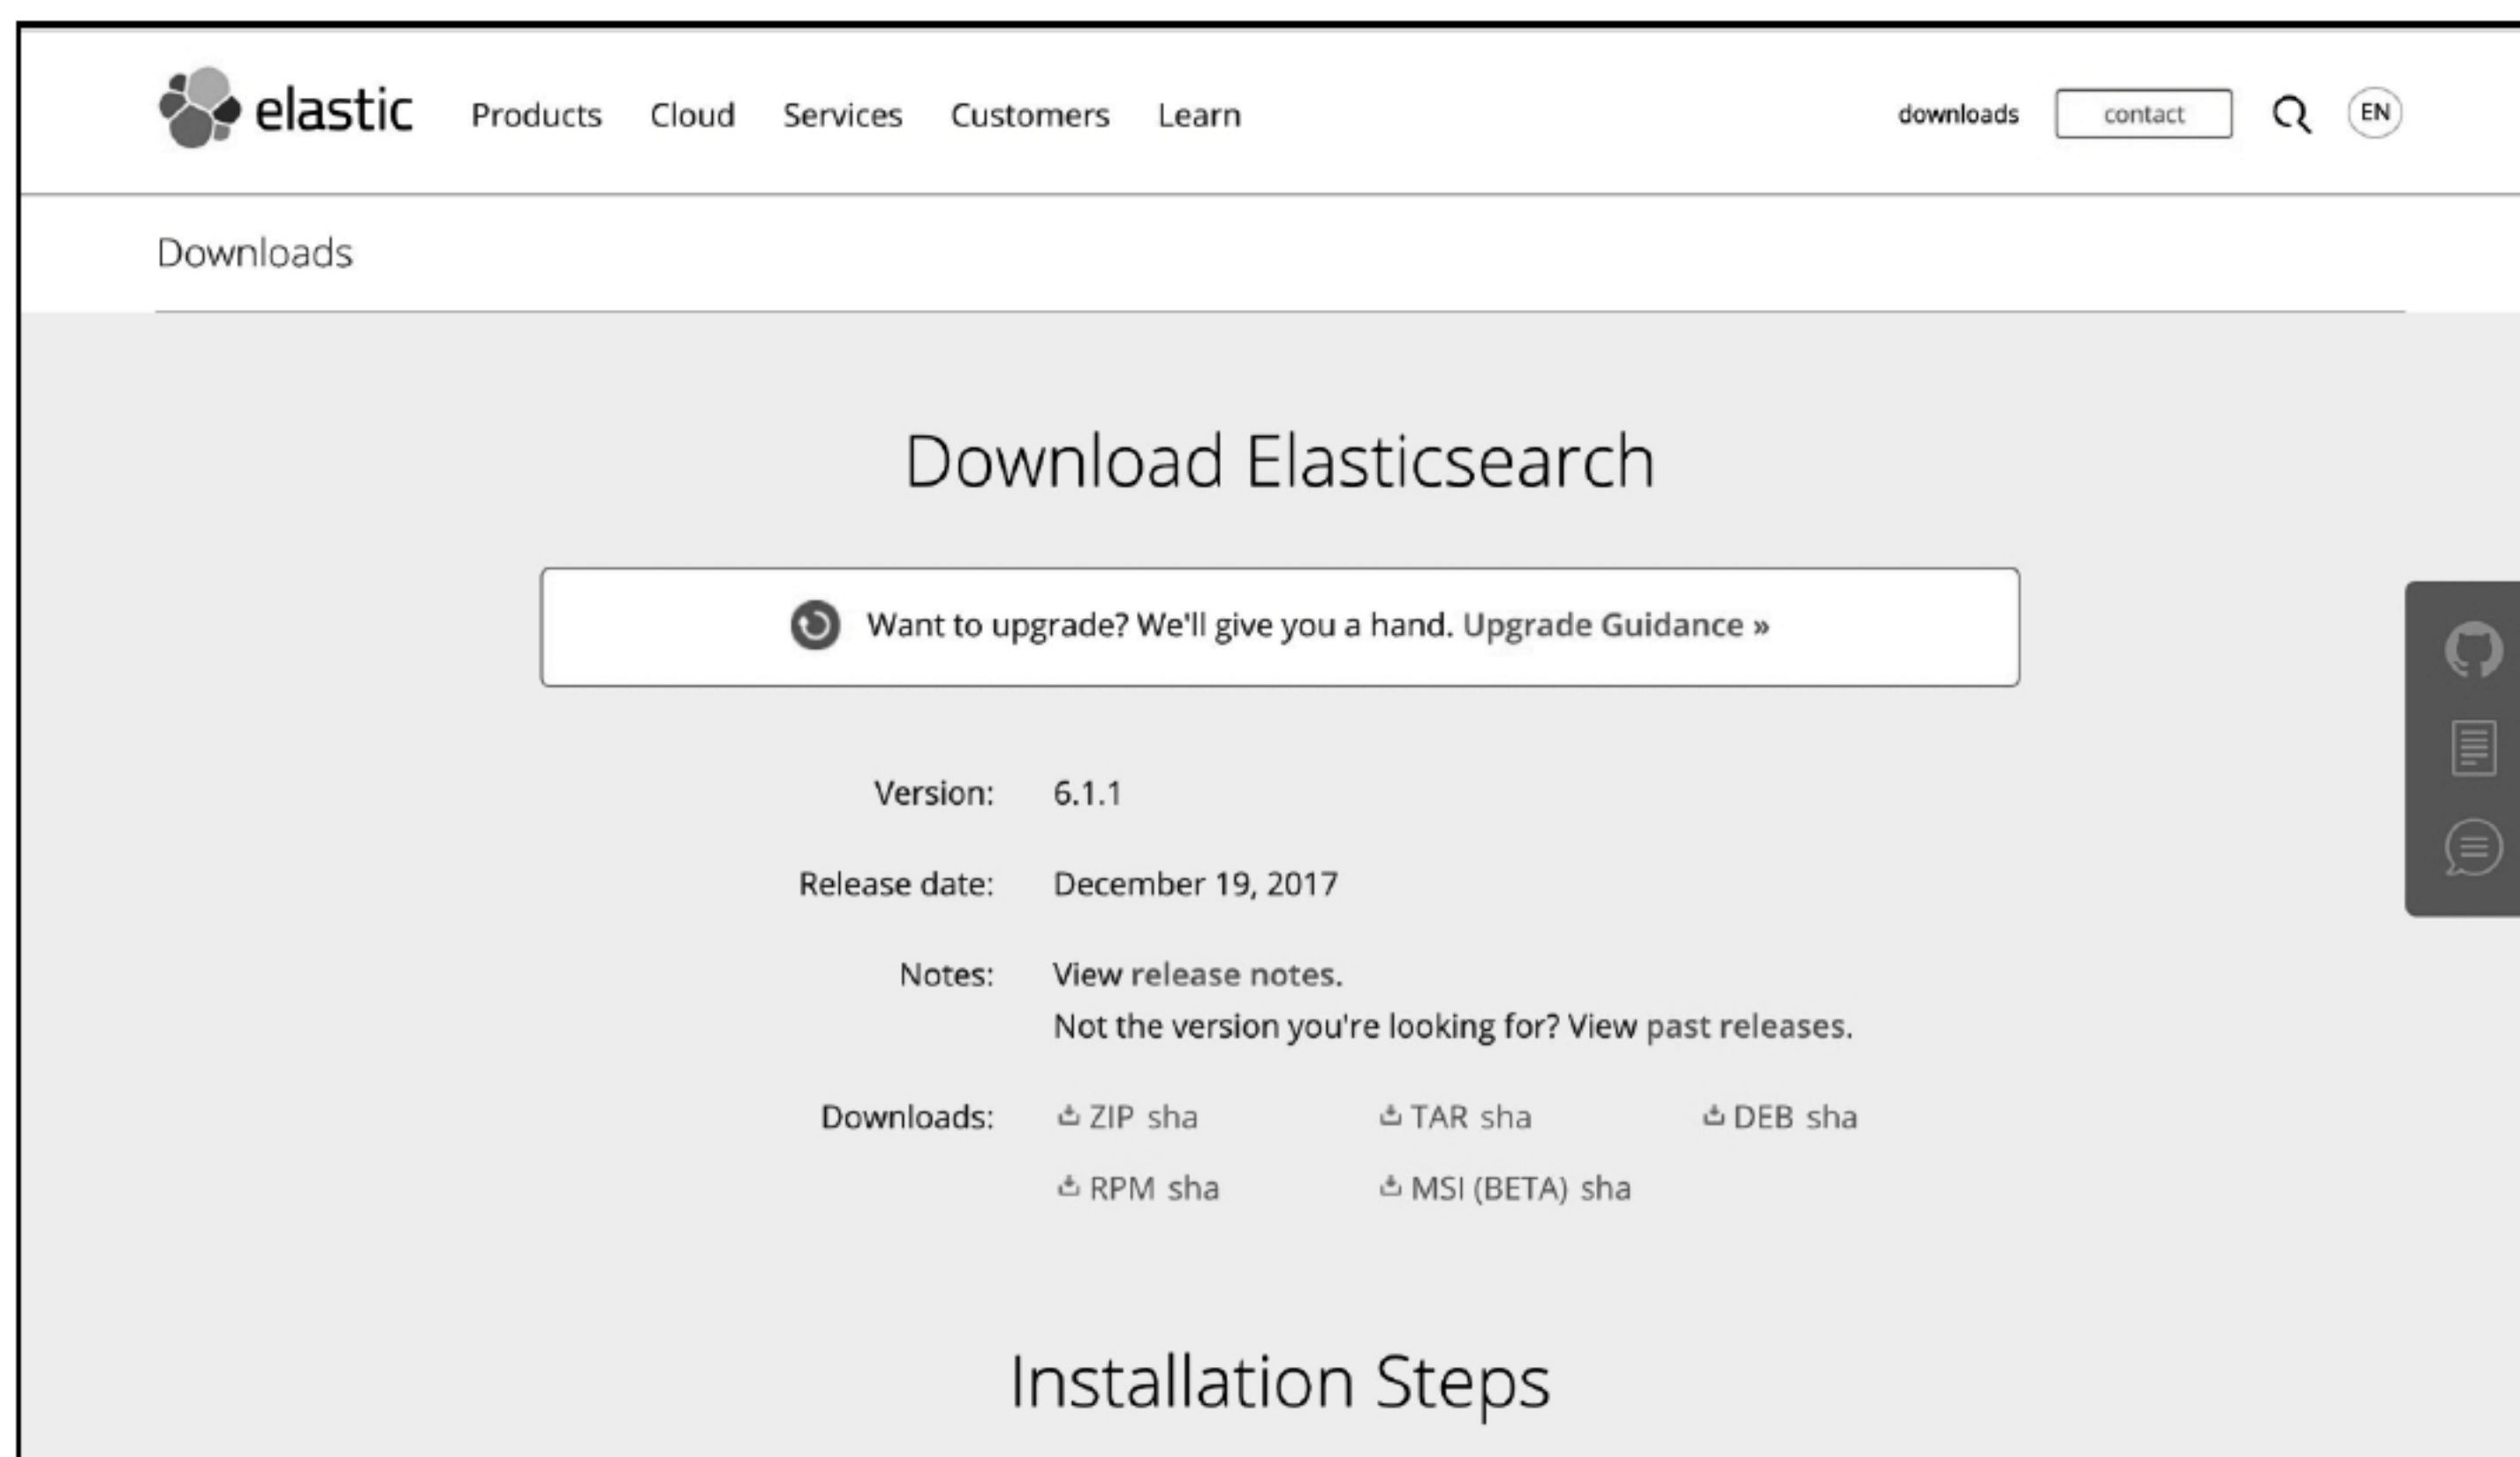 elastic Products Cloud Services Customers Learn downloads contact EN
Downloads
Download Elasticsearch
Want to upgrade? We'll give you a hand. Upgrade Guidance »
Version: 6.1.1
Release date: December 19, 2017
Notes: View release notes.
Not the version you're looking for? View past releases.
Downloads: ZIP sha TAR sha DEB sha
RPM sha MSI (BETA) sha
Installation Steps